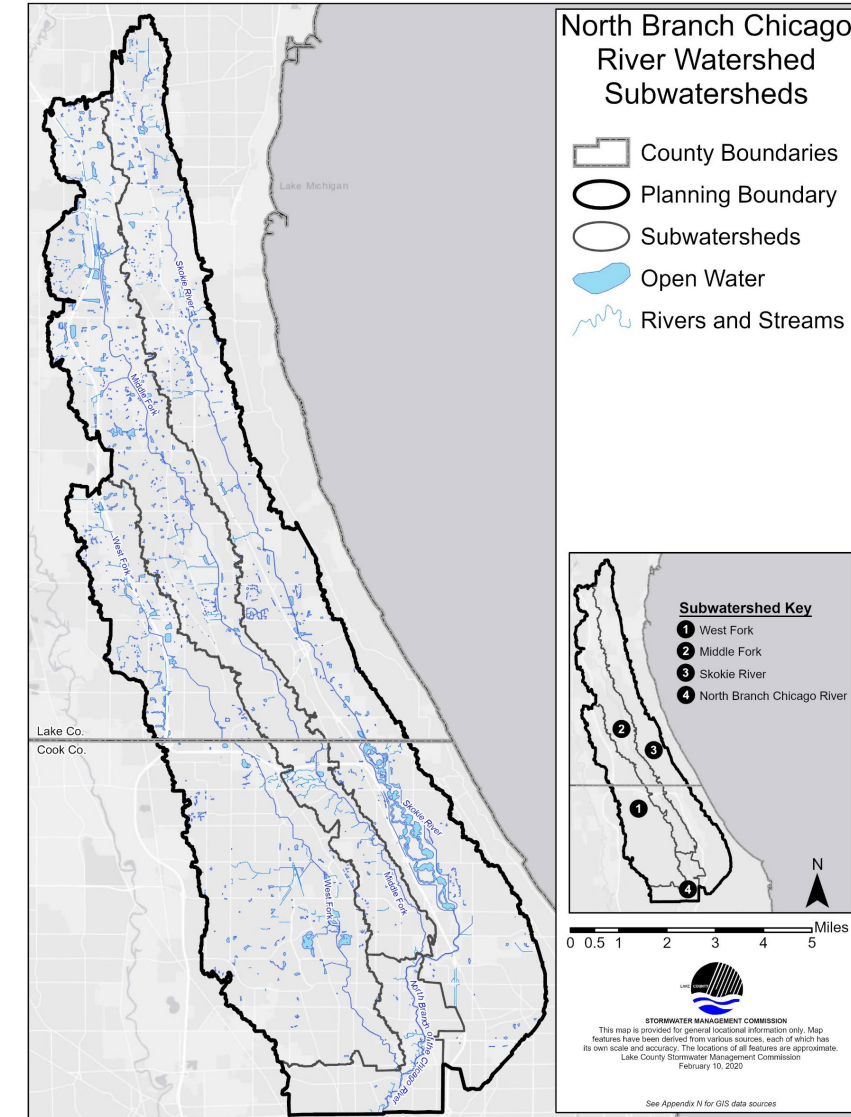 North Branch Chicago
River Watershed
Subwatersheds
County Boundaries
Planning Boundary
Subwatersheds
Open Water
Rivers and Streams
Lake Michigan
Skokie River
Middle Fork
West Fork
Lake Co.
Cook Co.
Skokie River
Middle Fork
West Fork
North Branch of the Chicago River
Subwatershed Key
1 West Fork
2 Middle Fork
3 Skokie River
4 North Branch Chicago River
2
3
1
4
N
Miles
0 0.5 1 2 3 4 5
LAKE COUNTY
STORMWATER MANAGEMENT COMMISSION
This map is provided for general locational information only. Map
features have been derived from various sources, each of which has
its own scale and accuracy. The locations of all features are approximate.
Lake County Stormwater Management Commission
February 10, 2020
See Appendix N for GIS data sources